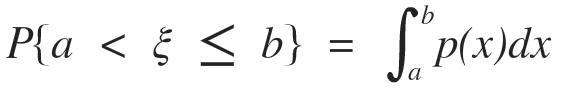 P{a < ξ ≤ b} = ∫_a^b p(x)dx